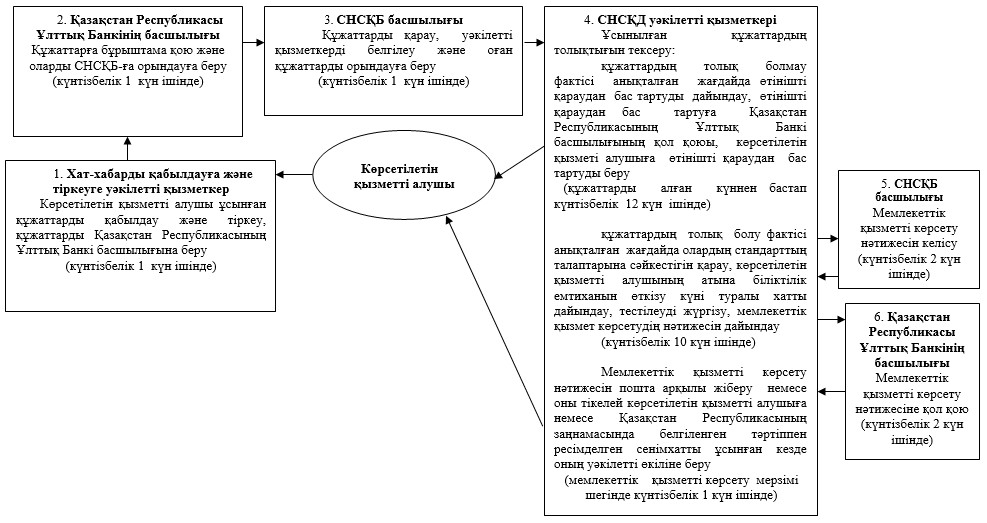 2. Қазақстан Республикасы
Ұлттық Банкінің басшылығы
Құжаттарға бұрыштама қою және
оларды СНСҚБ-ға орындауға беру
(күнтізбелік 1 күн ішінде)
3. СНСҚБ басшылығы
Құжаттарды қарау, уәкілетті
қызметкерді белгілеу және оған
құжаттарды орындауға беру
(күнтізбелік 1 күн ішінде)
4. СНСҚД уәкілетті қызметкері
Ұсынылған құжаттардың
толықтығын тексеру:
құжаттардың толық болмау
фактісі анықталған жағдайда өтінішті
қараудан бас тартуды дайындау, өтінішті
қараудан бас тартуға Қазақстан
Республикасының Ұлттық Банкі
басшылығының қол қоюы, көрсетілетін
қызметі алушыға өтінішті қараудан бас
тартуды беру
(құжаттарды алған күннен бастап
күнтізбелік 12 күн ішінде)
құжаттардың толық болу фактісі
анықталған жағдайда олардың стандарттың
талаптарына сәйкестігін қарау, көрсетілетін
қызметті алушының атына біліктілік
емтиханын өткізу күні туралы хатты
дайындау, тестілеуді жүргізу, мемлекеттік
қызмет көрсетудің нәтижесін дайындау
(күнтізбелік 10 күн ішінде)
Мемлекеттік қызметті көрсету
нәтижесін пошта арқылы жіберу немесе
оны тікелей көрсетілетін қызметті алушыға
немесе Қазақстан Республикасының
заңнамасында белгіленген тәртіппен
ресімделген сенімхатты ұсынған кезде
оның уәкілетті өкіліне беру
(мемлекеттік қызметті көрсету мерзімі
шегінде күнтізбелік 1 күн ішінде)
Көрсетілетін
қызметті алушы
1. Хат-хабарды қабылдауға және
тіркеуге уәкілетті қызметкер
Көрсетілетін қызметті алушы ұсынған
құжаттарды қабылдау және тіркеу,
құжаттарды Қазақстан Республикасының
Ұлттық Банкі басшылығына беру
(күнтізбелік 1 күн ішінде)
5. СНСҚБ
басшылығы
Мемлекеттік
қызметті көрсету
нәтижесін келісу
(күнтізбелік 2 күн
ішінде)
6. Қазақстан
Республикасы
Ұлттық Банкінің
басшылығы
Мемлекеттік
қызметті көрсету
нәтижесіне қол қою
(күнтізбелік 2 күн
ішінде)